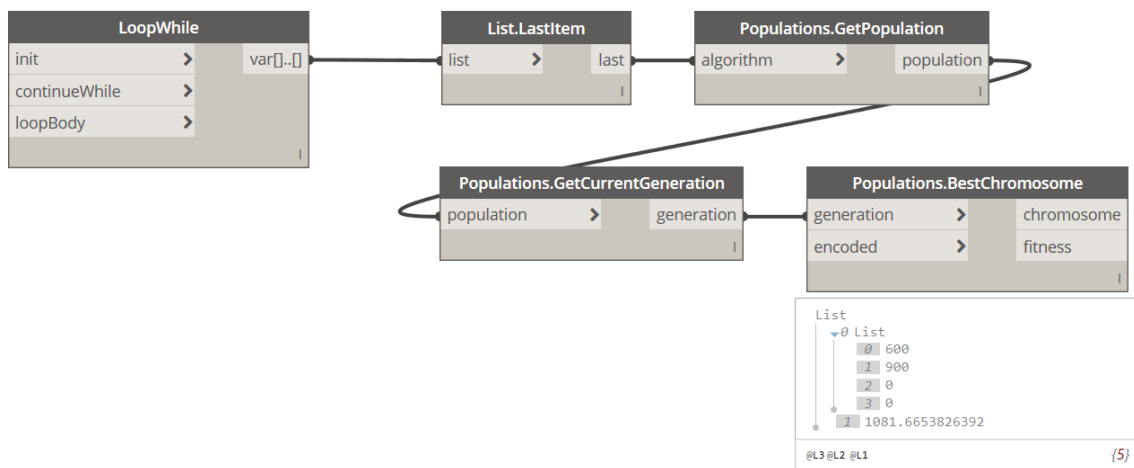 LoopWhile
init > var[]..[]
continueWhile >
loopBody >
l
List.LastItem
list > last
l
Populations.GetPopulation
algorithm > population
l
Populations.GetCurrentGeneration
population > generation
l
Populations.BestChromosome
generation > chromosome
encoded > fitness
l
List
0 List
0 600
1 900
2 0
3 0
1 1081.6653826392
@L3 @L2 @L1 {5}